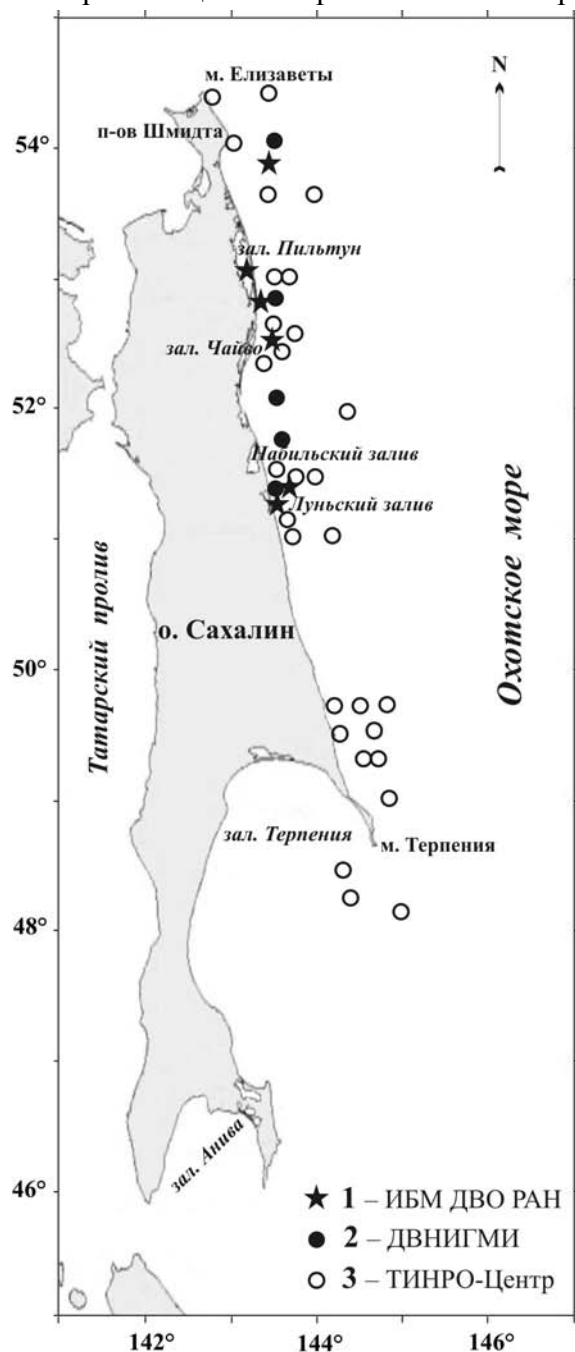 м. Елизаветы
N
п-ов Шмидта
54°
зал. Пильтун
зал. Чайво
52°
Набильский залив
Луньский залив
Охотское море
Татарский пролив
о. Сахалин
50°
зал. Терпения
м. Терпения
48°
зал. Анива
46°
1 – ИБМ ДВО РАН
2 – ДВНИГМИ
3 – ТИНРО-Центр
142° 144° 146°